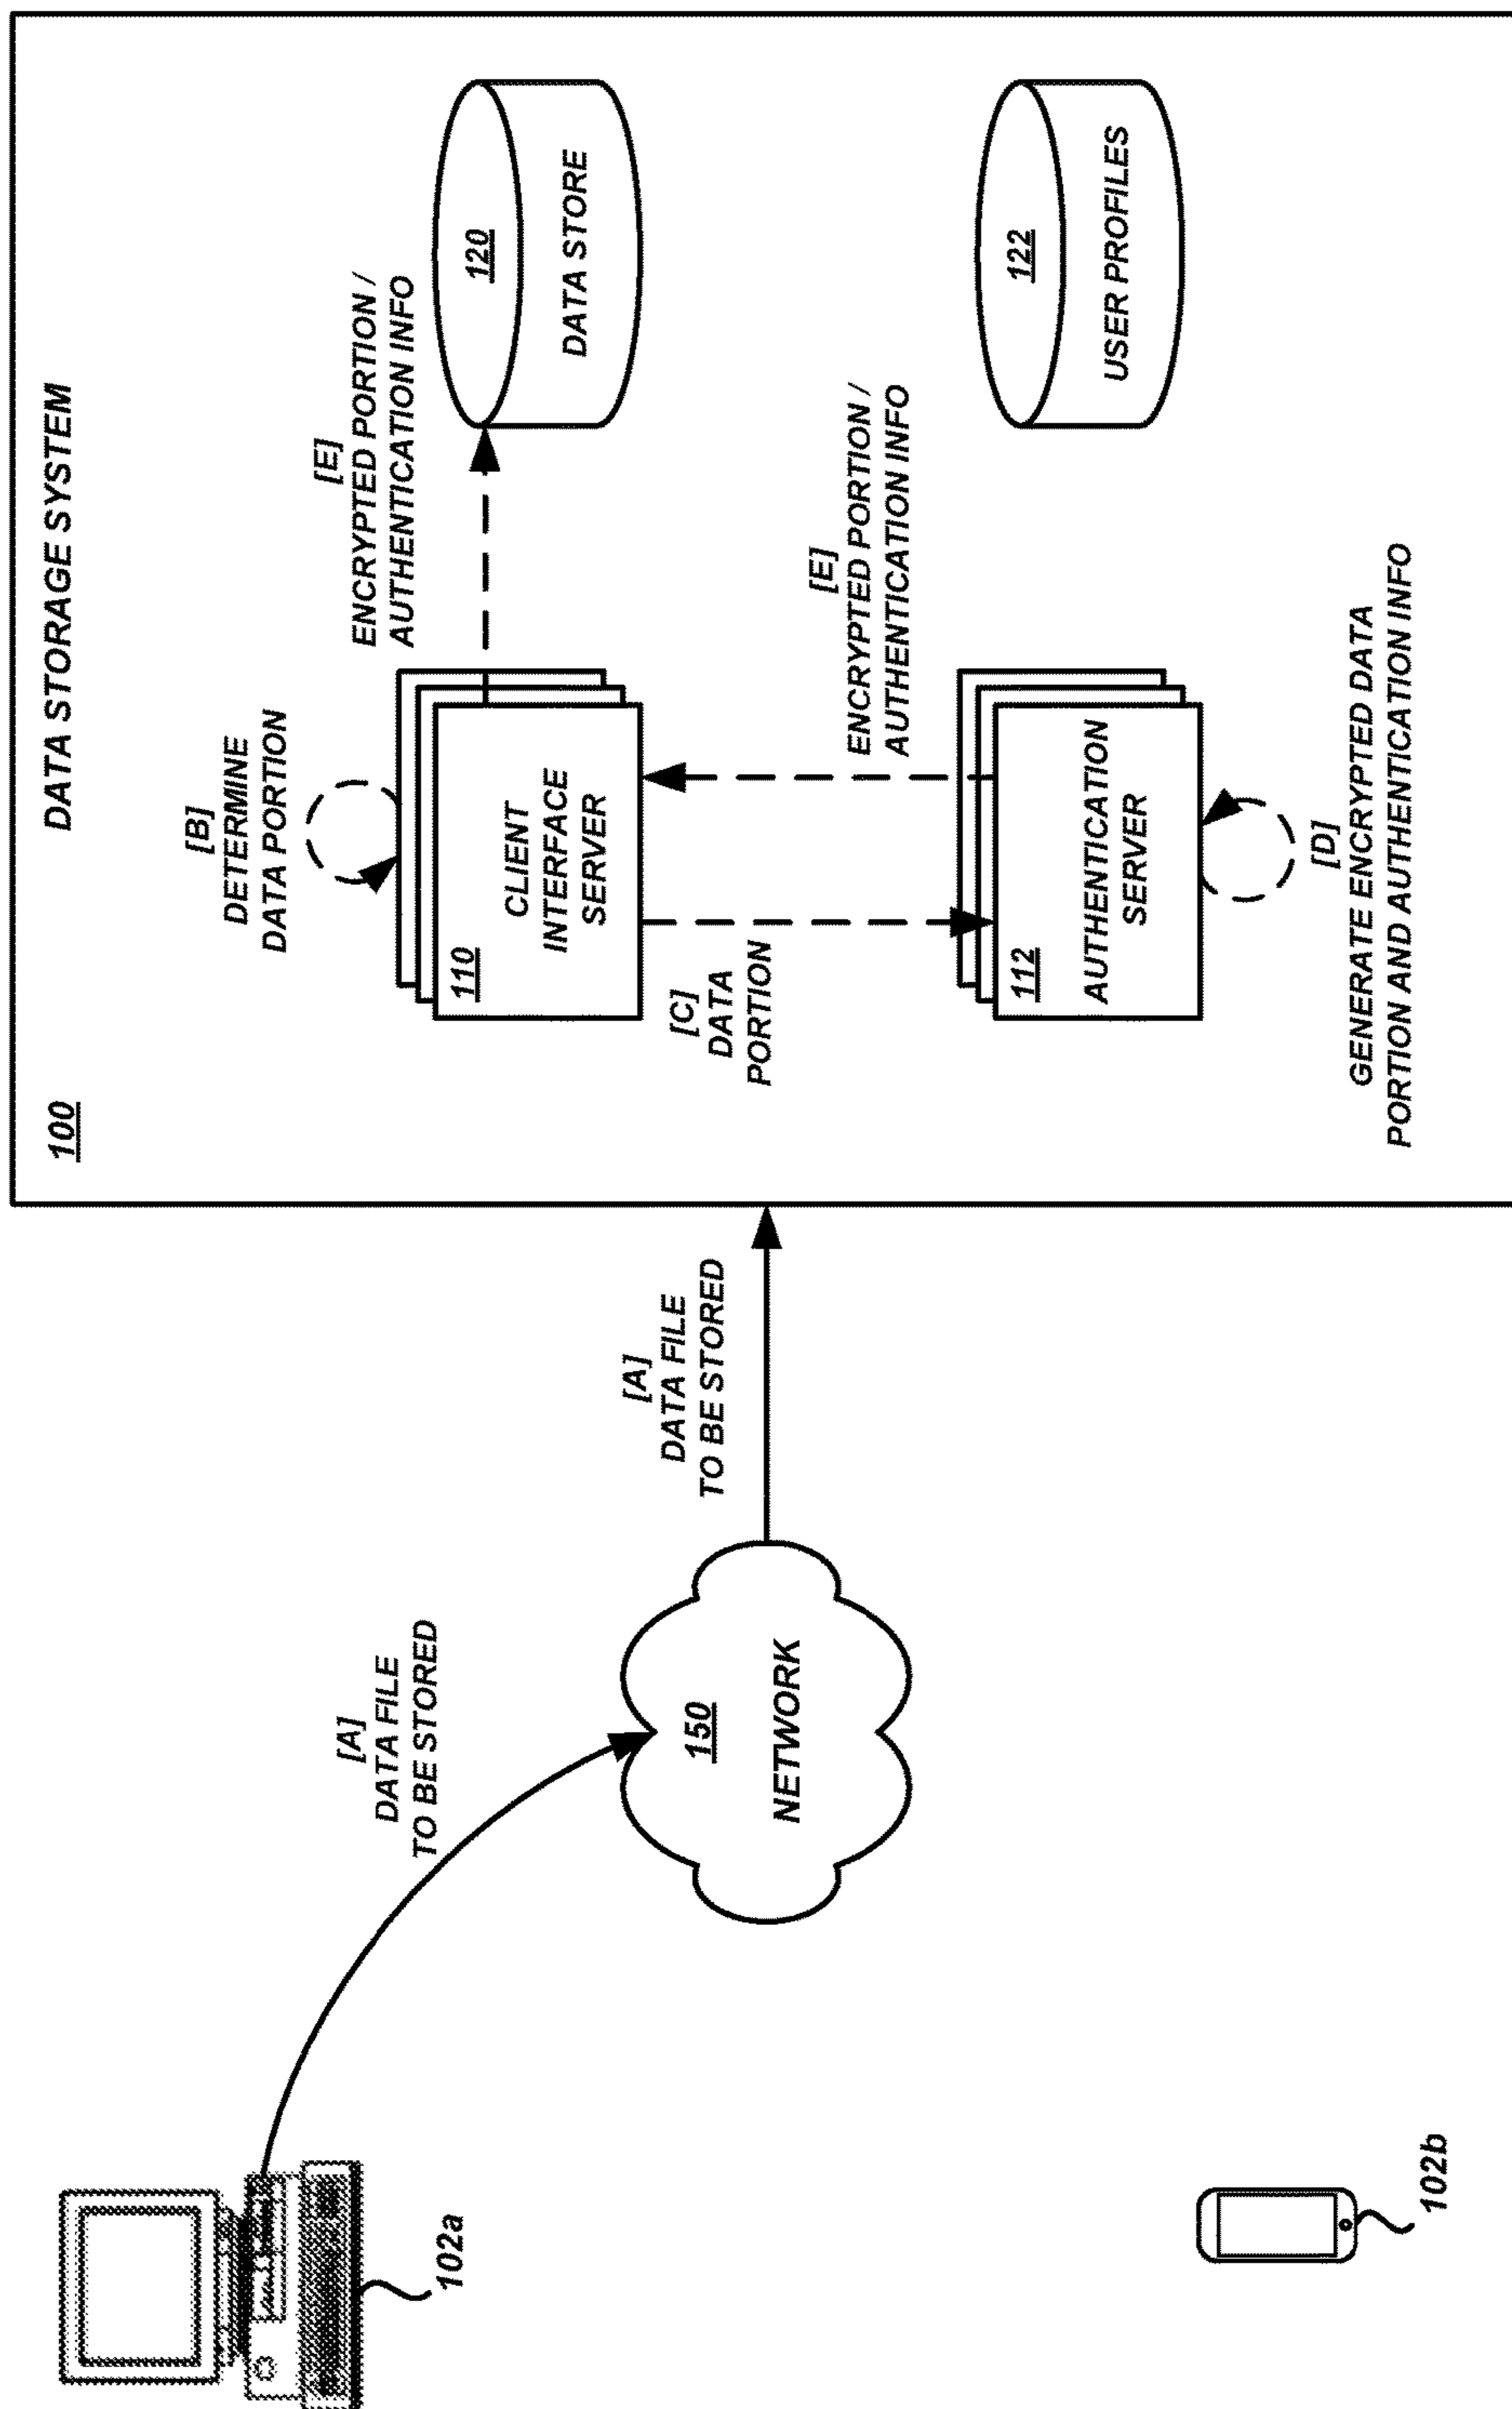 DATA STORAGE SYSTEM
100
[A]
DATA FILE
TO BE STORED
[A]
DATA FILE
TO BE STORED
150
NETWORK
102a
102b
[B]
DETERMINE
DATA PORTION
110
CLIENT
INTERFACE
SERVER
[C]
DATA
PORTION
112
AUTHENTICATION
SERVER
[D]
GENERATE ENCRYPTED DATA
PORTION AND AUTHENTICATION INFO
[E]
ENCRYPTED PORTION /
AUTHENTICATION INFO
[E]
ENCRYPTED PORTION /
AUTHENTICATION INFO
120
DATA STORE
122
USER PROFILES